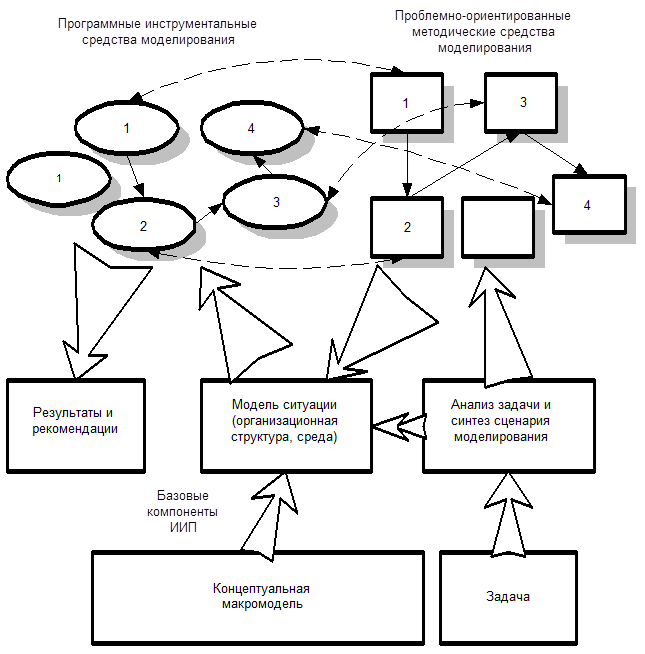 Программные инструментальные
средства моделирования
Проблемно-ориентированные
методические средства
моделирования
1
4
1
3
2
1
3
2
4
Результаты и
рекомендации
Модель ситуации
(организационная
структура, среда)
Анализ задачи и
синтез сценария
моделирования
Базовые
компоненты
ИИП
Концептуальная
макромодель
Задача